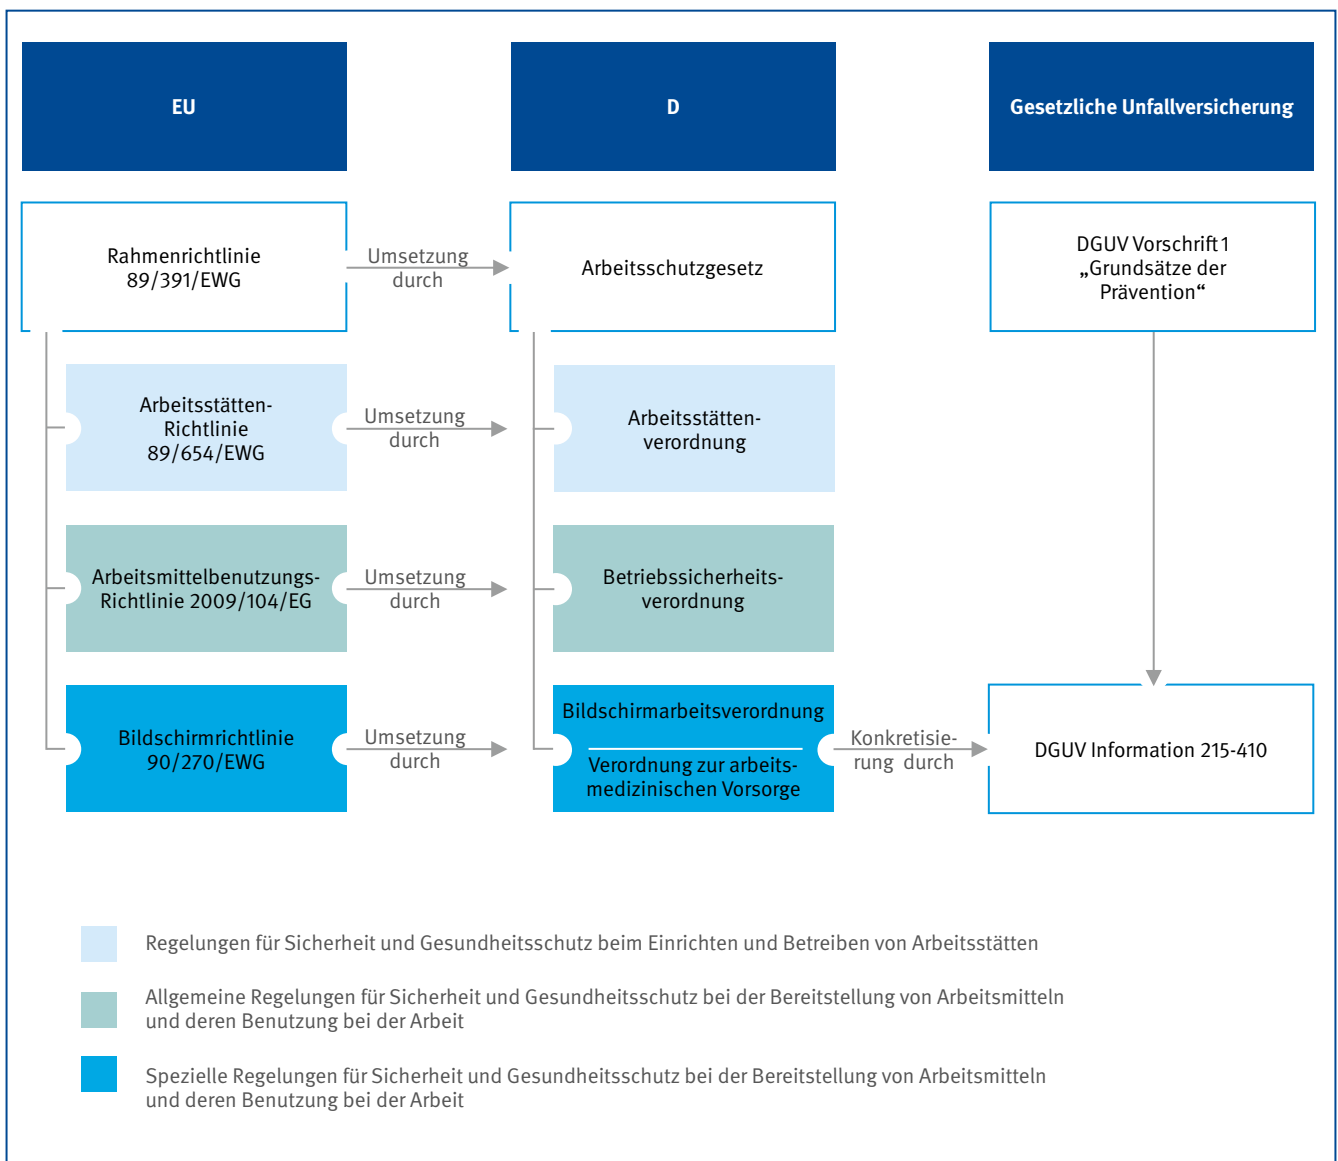 EU
D
Gesetzliche Unfallversicherung
Rahmenrichtlinie
89/391/EWG
Umsetzung
durch
Arbeitsschutzgesetz
DGUV Vorschrift 1
„Grundsätze der
Prävention“
Arbeitsstätten-
Richtlinie
89/654/EWG
Umsetzung
durch
Arbeitsstätten-
verordnung
Arbeitsmittelbenutzungs-
Richtlinie 2009/104/EG
Umsetzung
durch
Betriebssicherheits-
verordnung
Bildschirmrichtlinie
90/270/EWG
Umsetzung
durch
Bildschirmarbeitsverordnung
Verordnung zur arbeits-
medizinischen Vorsorge
Konkretisie-
rung durch
DGUV Information 215-410
Regelungen für Sicherheit und Gesundheitsschutz beim Einrichten und Betreiben von Arbeitsstätten
Allgemeine Regelungen für Sicherheit und Gesundheitsschutz bei der Bereitstellung von Arbeitsmitteln
und deren Benutzung bei der Arbeit
Spezielle Regelungen für Sicherheit und Gesundheitsschutz bei der Bereitstellung von Arbeitsmitteln
und deren Benutzung bei der Arbeit